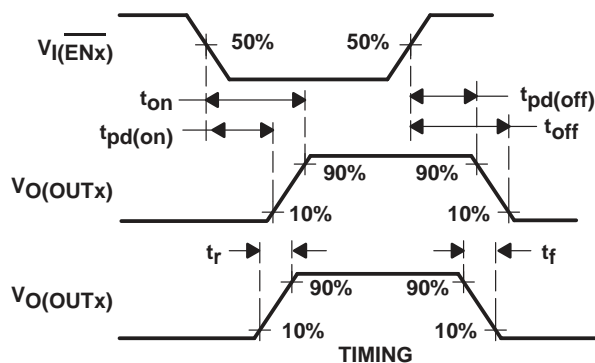 V̅I(ENx) 50% 50%
ton tpd(off)
tpd(on) toff
VO(OUTx) 90% 90%
10% 10%
tr tf
VO(OUTx) 90% 90%
10% 10%
TIMING